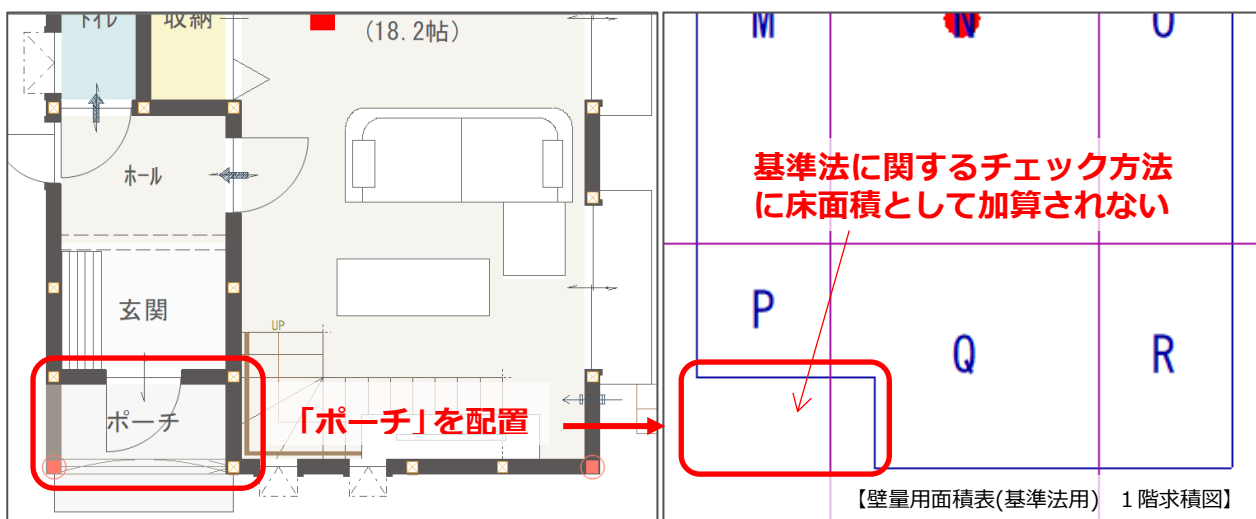 トイレ
収納
(18.2帖)
ホール
玄関
UP
ポーチ
「ポーチ」を配置
M
N
O
基準法に関するチェック方法
に床面積として加算されない
P
Q
R
【壁量用面積表(基準法用)　1階求積図】